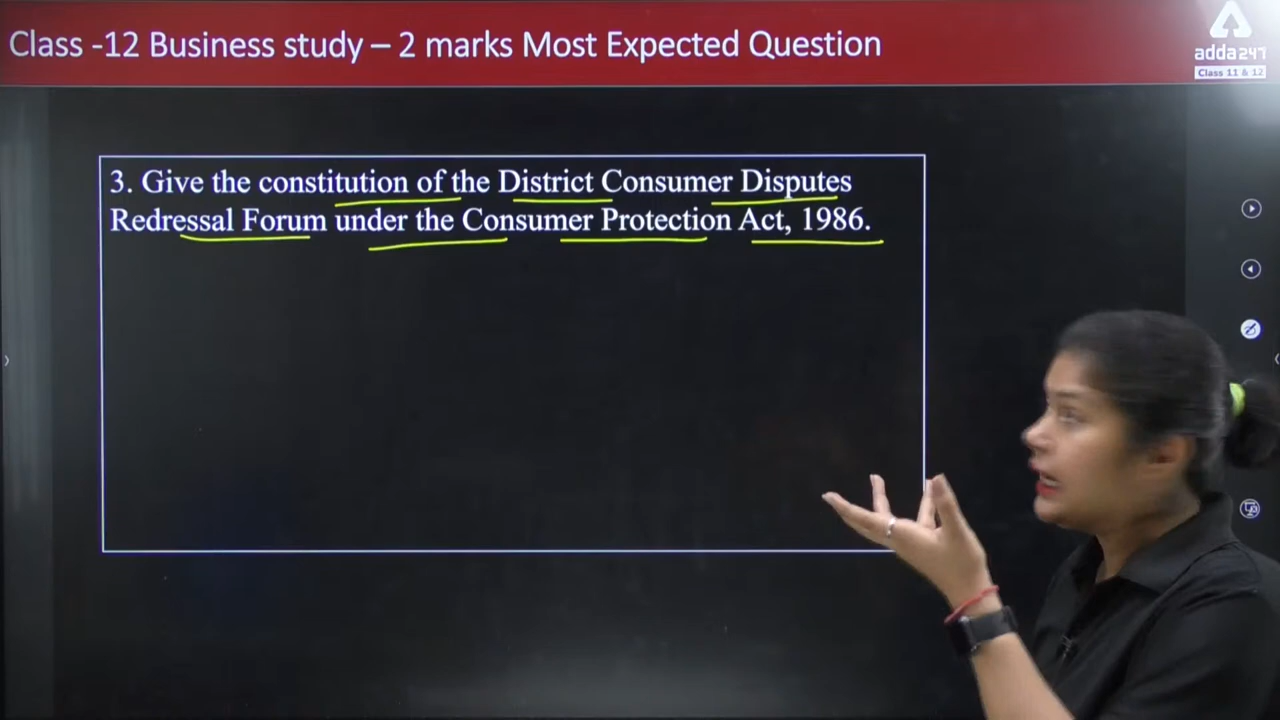 Class -12 Business study – 2 marks Most Expected Question
adda247
Class 11 & 12
3. Give the constitution of the District Consumer Disputes
Redressal Forum under the Consumer Protection Act, 1986.